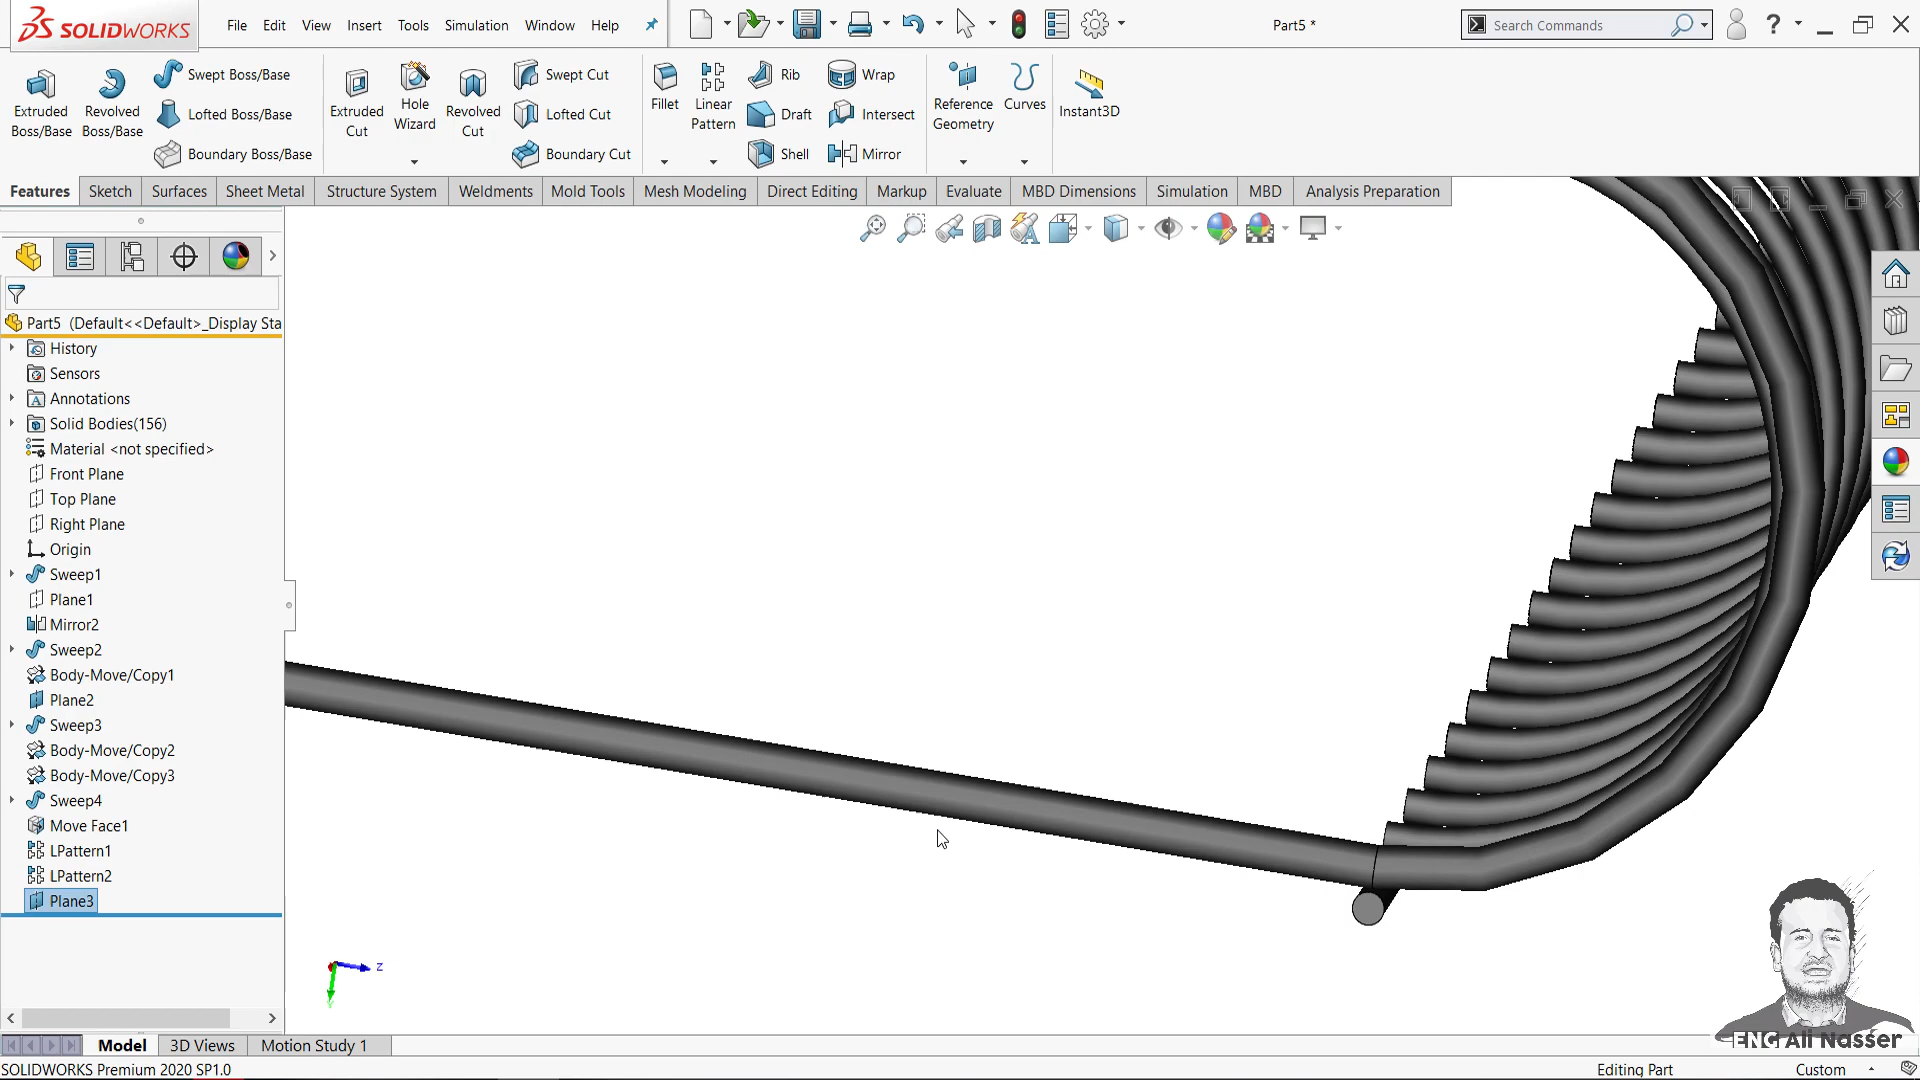 SOLIDWORKS
File Edit View Insert Tools Simulation Window Help
Part5 *
Search Commands
?
Extruded Boss/Base
Revolved Boss/Base
Swept Boss/Base
Lofted Boss/Base
Boundary Boss/Base
Extruded Cut
Hole Wizard
Revolved Cut
Swept Cut
Lofted Cut
Boundary Cut
Fillet
Linear Pattern
Rib
Draft
Shell
Wrap
Intersect
Mirror
Reference Geometry
Curves
Instant3D
Features Sketch Surfaces Sheet Metal Structure System Weldments Mold Tools Mesh Modeling Direct Editing Markup Evaluate MBD Dimensions Simulation MBD Analysis Preparation
Part5 (Default<<Default>_Display Sta
History
Sensors
Annotations
Solid Bodies(156)
Material <not specified>
Front Plane
Top Plane
Right Plane
Origin
Sweep1
Plane1
Mirror2
Sweep2
Body-Move/Copy1
Plane2
Sweep3
Body-Move/Copy2
Body-Move/Copy3
Sweep4
Move Face1
LPattern1
LPattern2
Plane3
Z
ENG Ali Nasser
Model 3D Views Motion Study 1
SOLIDWORKS Premium 2020 SP1.0
Editing Part
Custom